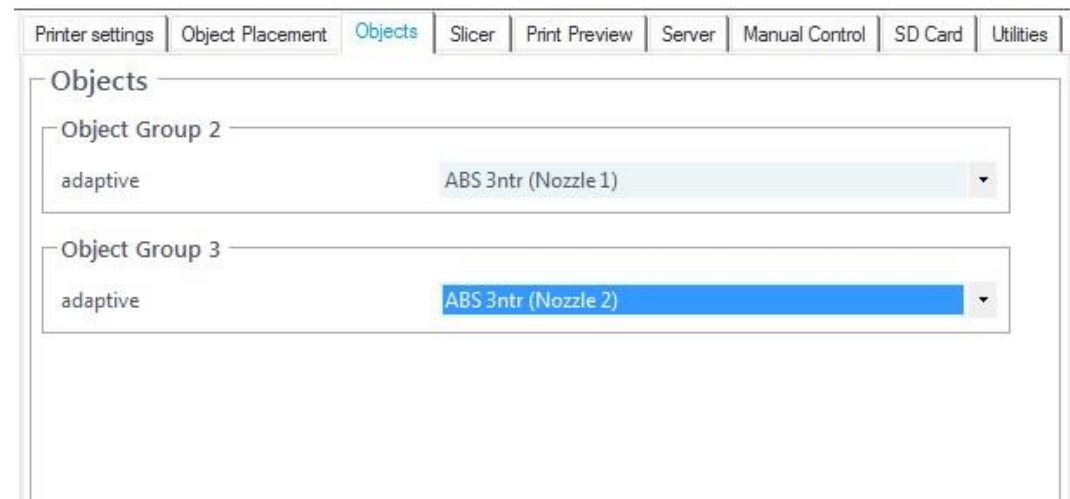 Printer settings Object Placement Objects Slicer Print Preview Server Manual Control SD Card Utilities
Objects
Object Group 2
adaptive ABS 3ntr (Nozzle 1)
Object Group 3
adaptive ABS 3ntr (Nozzle 2)